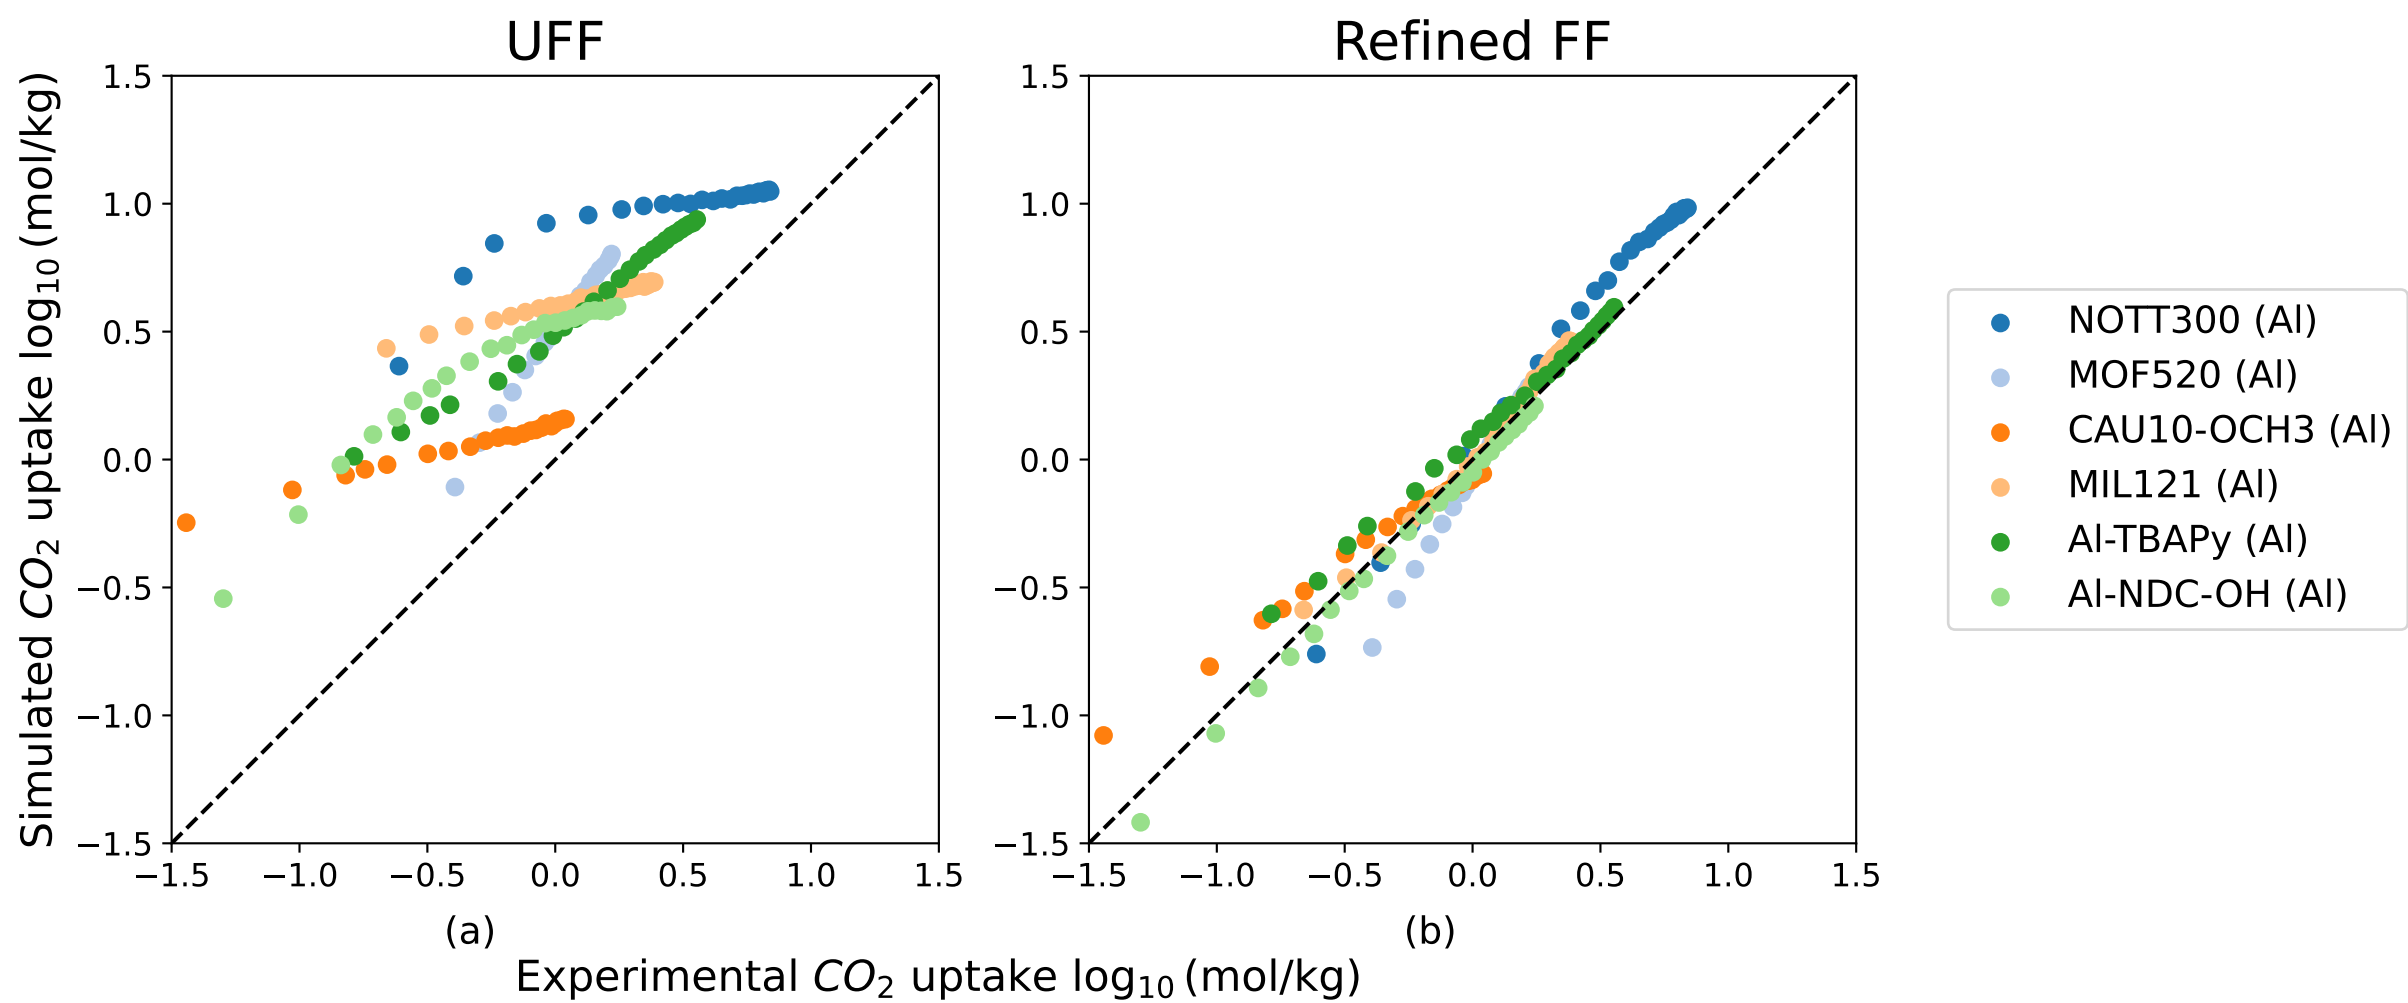 UFF
Refined FF
Simulated CO₂ uptake log₁₀ (mol/kg)
1.5
1.0
0.5
0.0
−0.5
−1.0
−1.5
−1.5 −1.0 −0.5 0.0 0.5 1.0 1.5
(a)
1.5
1.0
0.5
0.0
−0.5
−1.0
−1.5
−1.5 −1.0 −0.5 0.0 0.5 1.0 1.5
(b)
Experimental CO₂ uptake log₁₀ (mol/kg)
NOTT300 (Al)
MOF520 (Al)
CAU10-OCH3 (Al)
MIL121 (Al)
Al-TBAPy (Al)
Al-NDC-OH (Al)